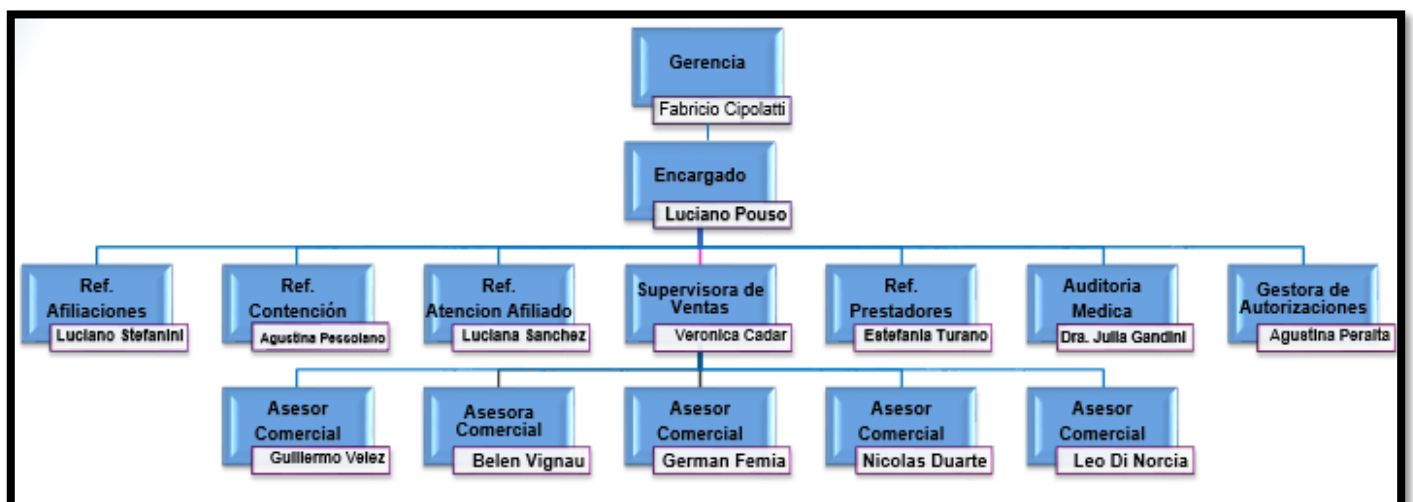 Gerencia
Fabricio Cipolatti
Encargado
Luciano Pouso
Ref.
Afiliaciones
Luciano Stefanini
Ref.
Contención
Agustina Pessolano
Ref.
Atencion Afiliado
Luciana Sanchez
Supervisora de
Ventas
Veronica Cadar
Ref.
Prestadores
Estefania Turano
Auditoria
Medica
Dra. Julia Gandini
Gestora de
Autorizaciones
Agustina Peralta
Asesor
Comercial
Guillermo Velez
Asesora
Comercial
Belen Vignau
Asesor
Comercial
German Femia
Asesor
Comercial
Nicolas Duarte
Asesor
Comercial
Leo Di Norcia